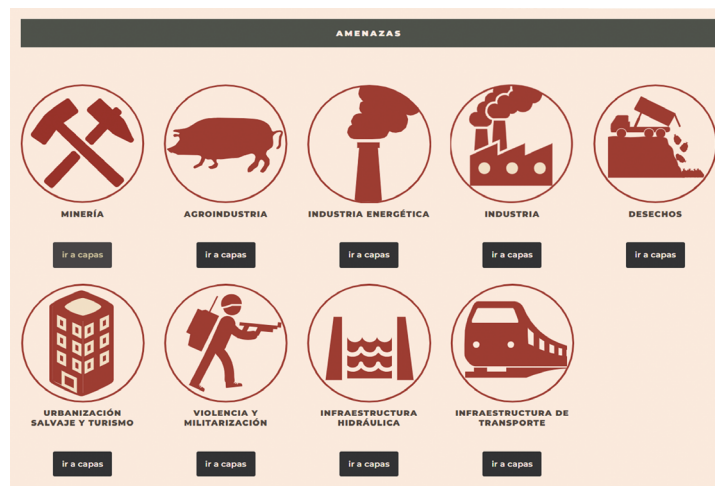 AMENAZAS
MINERÍA
AGROINDUSTRIA
INDUSTRIA ENERGÉTICA
INDUSTRIA
DESECHOS
ir a capas
ir a capas
ir a capas
ir a capas
ir a capas
URBANIZACIÓN
SALVAJE Y TURISMO
VIOLENCIA Y
MILITARIZACIÓN
INFRAESTRUCTURA
HIDRÁULICA
INFRAESTRUCTURA DE
TRANSPORTE
ir a capas
ir a capas
ir a capas
ir a capas